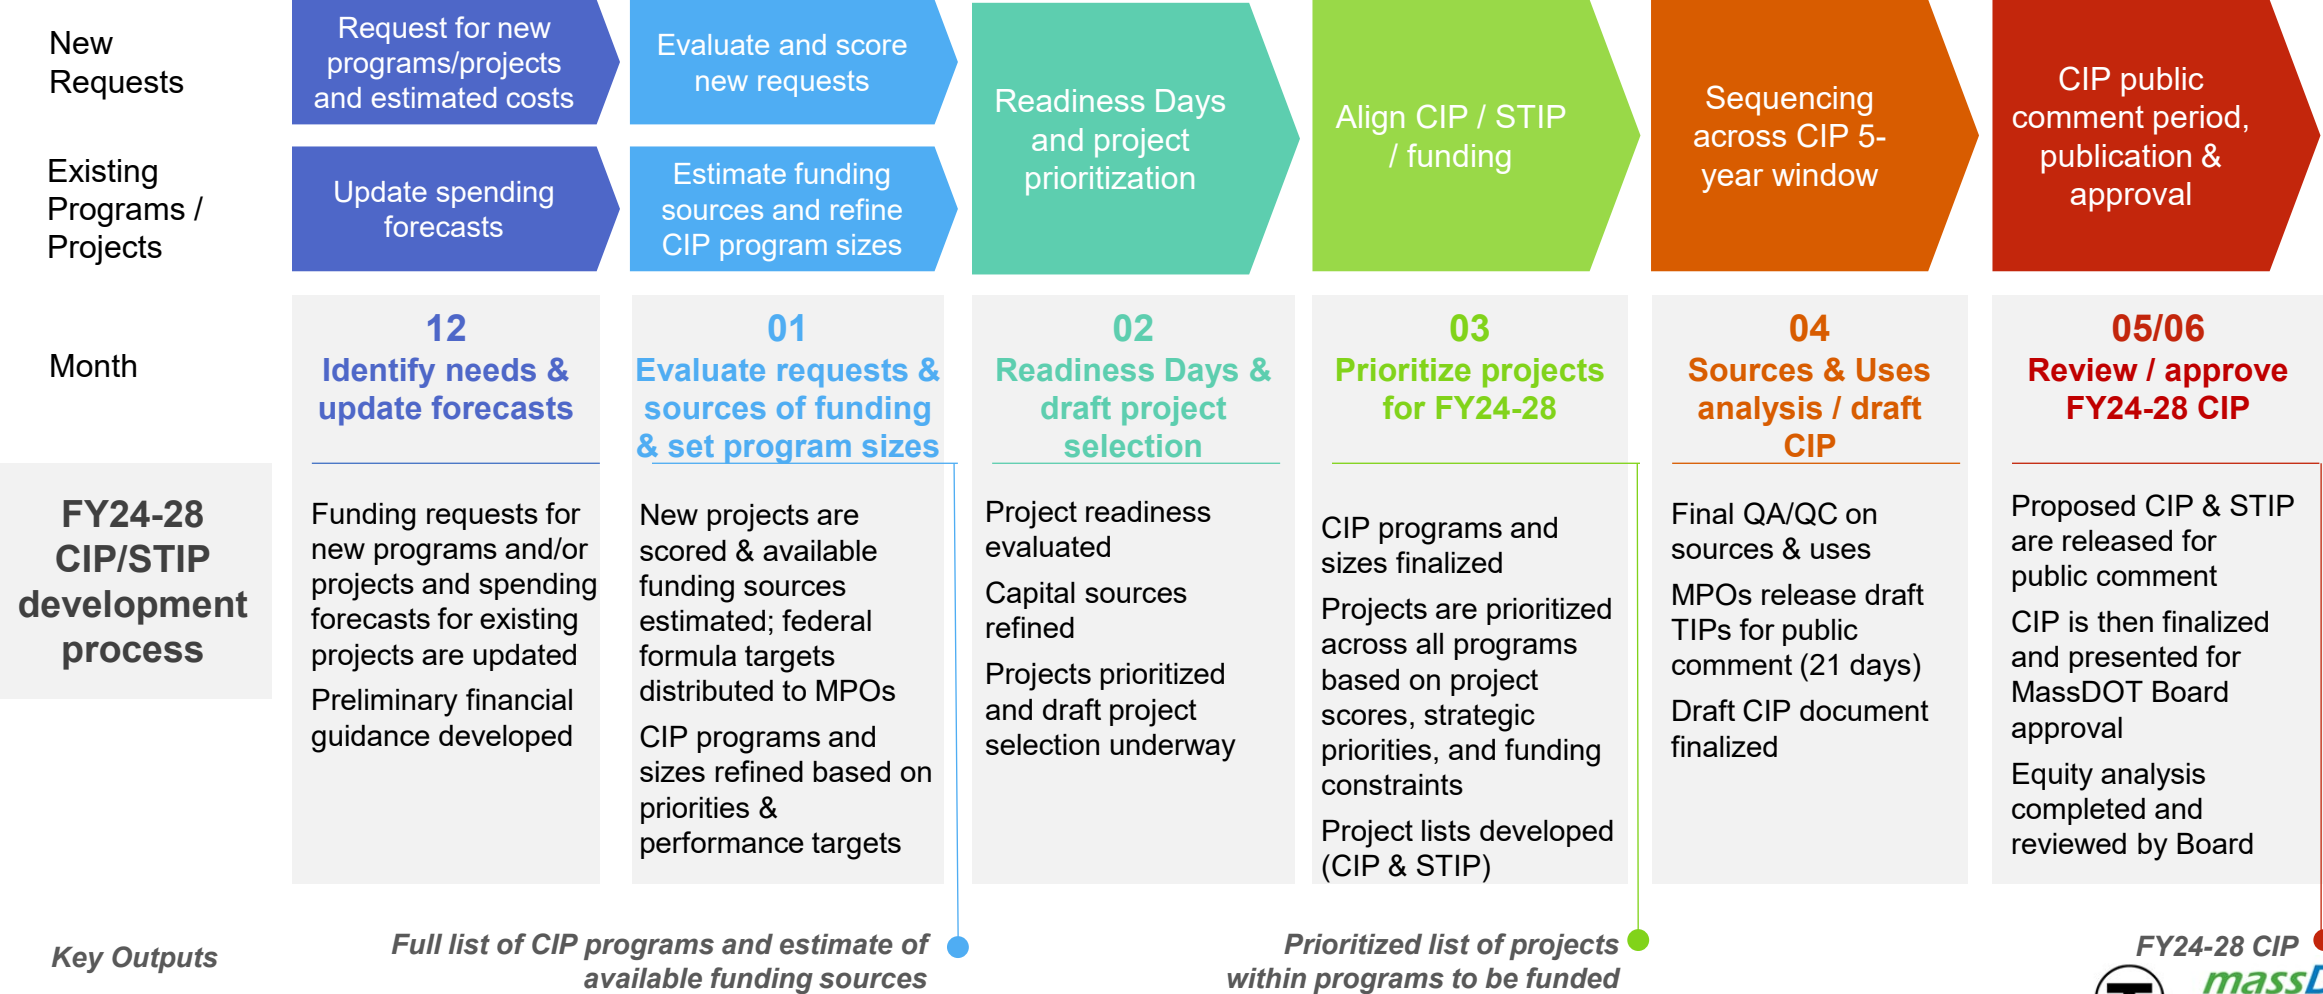 New
Requests
Request for new
programs/projects
and estimated costs
Evaluate and score
new requests
Existing
Programs /
Projects
Update spending
forecasts
Estimate funding
sources and refine
CIP program sizes
Readiness Days
and project
prioritization
Align CIP / STIP
/ funding
Sequencing
across CIP 5-
year window
CIP public
comment period,
publication &
approval
Month
12
Identify needs &
update forecasts
01
Evaluate requests &
sources of funding
& set program sizes
02
Readiness Days &
draft project
selection
03
Prioritize projects
for FY24-28
04
Sources & Uses
analysis / draft
CIP
05/06
Review / approve
FY24-28 CIP
FY24-28
CIP/STIP
development
process
Funding requests for
new programs and/or
projects and spending
forecasts for existing
projects are updated
Preliminary financial
guidance developed
New projects are
scored & available
funding sources
estimated; federal
formula targets
distributed to MPOs
CIP programs and
sizes refined based on
priorities &
performance targets
Project readiness
evaluated
Capital sources
refined
Projects prioritized
and draft project
selection underway
CIP programs and
sizes finalized
Projects are prioritized
across all programs
based on project
scores, strategic
priorities, and funding
constraints
Project lists developed
(CIP & STIP)
Final QA/QC on
sources & uses
MPOs release draft
TIPs for public
comment (21 days)
Draft CIP document
finalized
Proposed CIP & STIP
are released for
public comment
CIP is then finalized
and presented for
MassDOT Board
approval
Equity analysis
completed and
reviewed by Board
Key Outputs
Full list of CIP programs and estimate of
available funding sources
Prioritized list of projects
within programs to be funded
FY24-28 CIP
T
massD